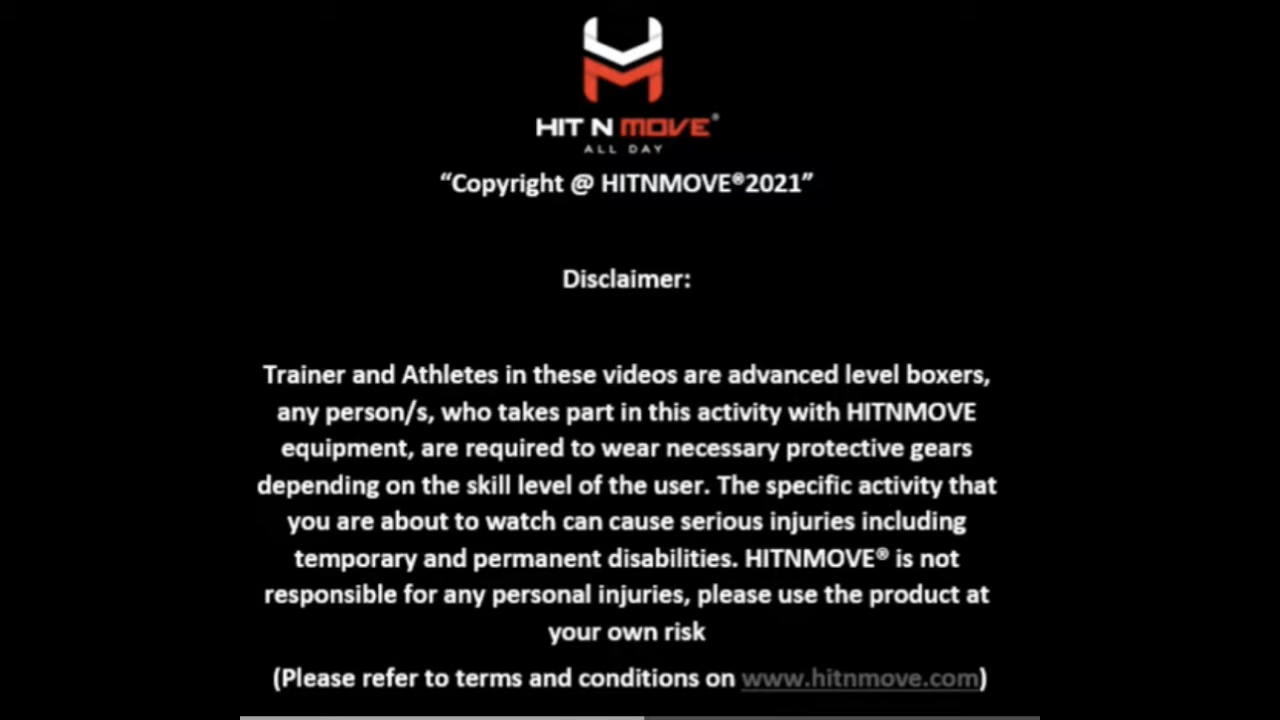 HIT N MOVE®
ALL DAY
“Copyright @ HITNMOVE®2021”
Disclaimer:
Trainer and Athletes in these videos are advanced level boxers,
any person/s, who takes part in this activity with HITNMOVE
equipment, are required to wear necessary protective gears
depending on the skill level of the user. The specific activity that
you are about to watch can cause serious injuries including
temporary and permanent disabilities. HITNMOVE® is not
responsible for any personal injuries, please use the product at
your own risk
(Please refer to terms and conditions on www.hitnmove.com)